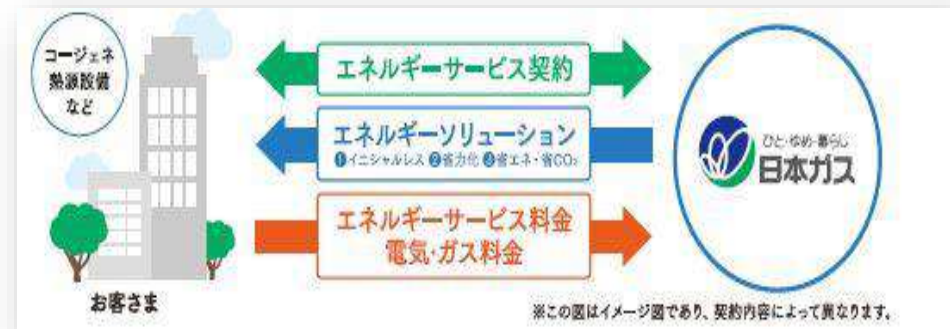 コージェネ
熱源設備
など
お客さま
エネルギーサービス契約
エネルギーソリューション
❶イニシャルレス ❷省力化 ❸省エネ・省CO₂
エネルギーサービス料金
電気・ガス料金
ひと・ゆめ・暮らし
日本ガス
※この図はイメージ図であり、契約内容によって異なります。